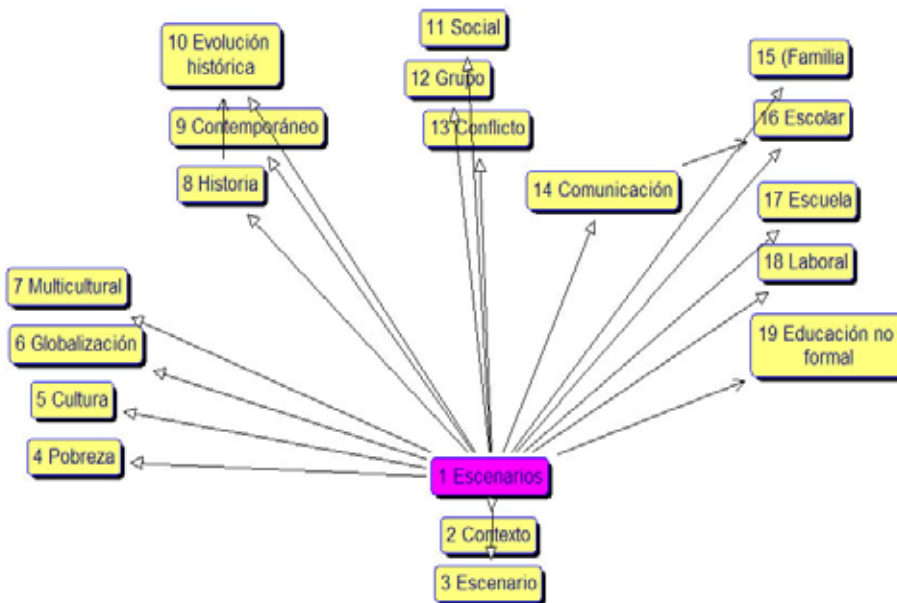 11 Social
10 Evolución
histórica
12 Grupo
15 (Familia
9 Contemporáneo
13 Conflicto
16 Escolar
8 Historia
14 Comunicación
17 Escuela
18 Laboral
7 Multicultural
6 Globalización
19 Educación no
formal
5 Cultura
4 Pobreza
1 Escenarios
2 Contexto
3 Escenario